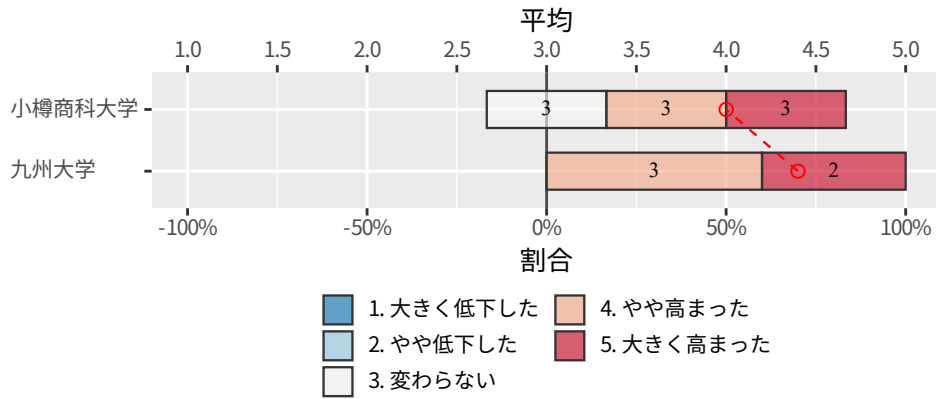 平均
1.0 1.5 2.0 2.5 3.0 3.5 4.0 4.5 5.0
小樽商科大学 3 3 3
九州大学 3 2
-100% -50% 0% 50% 100%
割合
1. 大きく低下した 4. やや高まった
2. やや低下した 5. 大きく高まった
3. 変わらない